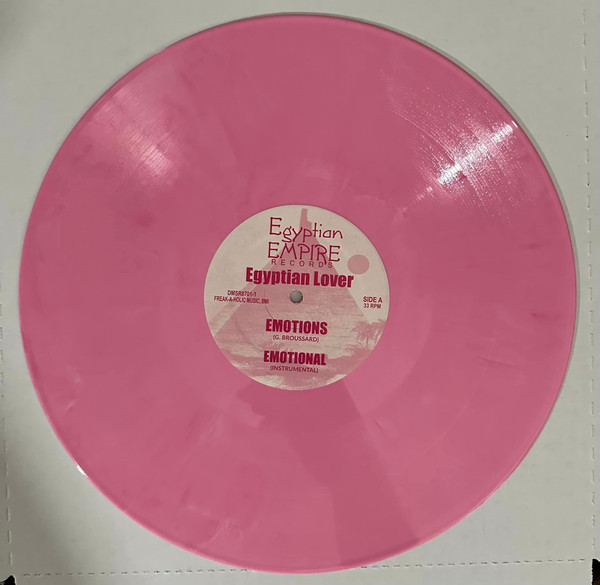 Egyptian
EMPIRE
RECORDS
Egyptian Lover
DMSR8701-1
FREAK-A-HOLIC MUSIC, BMI
SIDE A
33 RPM
EMOTIONS
(G. BROUSSARD)
EMOTIONAL
(INSTRUMENTAL)